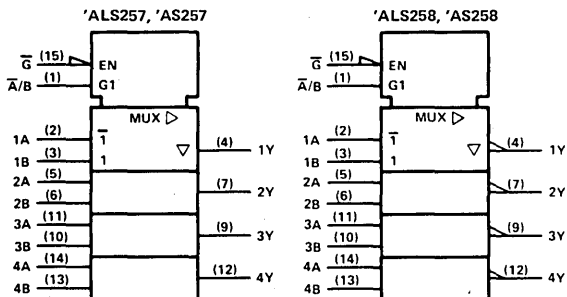 'ALS257, 'AS257
G̅ (15) EN
A̅/B (1) G1
MUX ▷
1A (2) 1̅ ▽ (4) 1Y
1B (3) 1
2A (5) (7) 2Y
2B (6)
3A (11) (9) 3Y
3B (10)
4A (14) (12) 4Y
4B (13)
'ALS258, 'AS258
G̅ (15) EN
A̅/B (1) G1
MUX ▷
1A (2) 1̅ ▽ (4) 1Y
1B (3) 1
2A (5) (7) 2Y
2B (6)
3A (11) (9) 3Y
3B (10)
4A (14) (12) 4Y
4B (13)